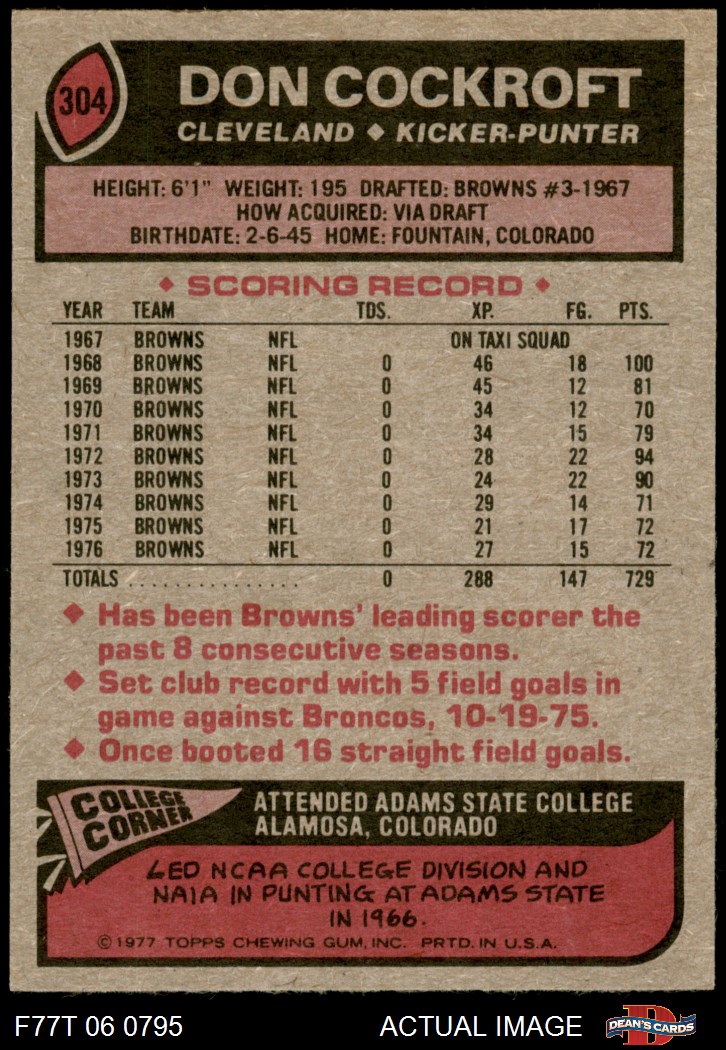 304
DON COCKROFT
CLEVELAND ◆ KICKER-PUNTER
HEIGHT: 6'1" WEIGHT: 195 DRAFTED: BROWNS #3-1967
HOW ACQUIRED: VIA DRAFT
BIRTHDATE: 2-6-45 HOME: FOUNTAIN, COLORADO
◆ SCORING RECORD ◆
YEAR TEAM TDS. XP. FG. PTS.
1967 BROWNS NFL ON TAXI SQUAD
1968 BROWNS NFL 0 46 18 100
1969 BROWNS NFL 0 45 12 81
1970 BROWNS NFL 0 34 12 70
1971 BROWNS NFL 0 34 15 79
1972 BROWNS NFL 0 28 22 94
1973 BROWNS NFL 0 24 22 90
1974 BROWNS NFL 0 29 14 71
1975 BROWNS NFL 0 21 17 72
1976 BROWNS NFL 0 27 15 72
TOTALS . . . . . . . . . . . . . . . 0 288 147 729
◆ Has been Browns' leading scorer the
past 8 consecutive seasons.
◆ Set club record with 5 field goals in
game against Broncos, 10-19-75.
◆ Once booted 16 straight field goals.
COLLEGE
CORNER
ATTENDED ADAMS STATE COLLEGE
ALAMOSA, COLORADO
LED NCAA COLLEGE DIVISION AND
NAIA IN PUNTING AT ADAMS STATE
IN 1966.
© 1977 TOPPS CHEWING GUM, INC. PRTD. IN U.S.A.
F77T 06 0795 ACTUAL IMAGE
D
DEAN'S CARDS